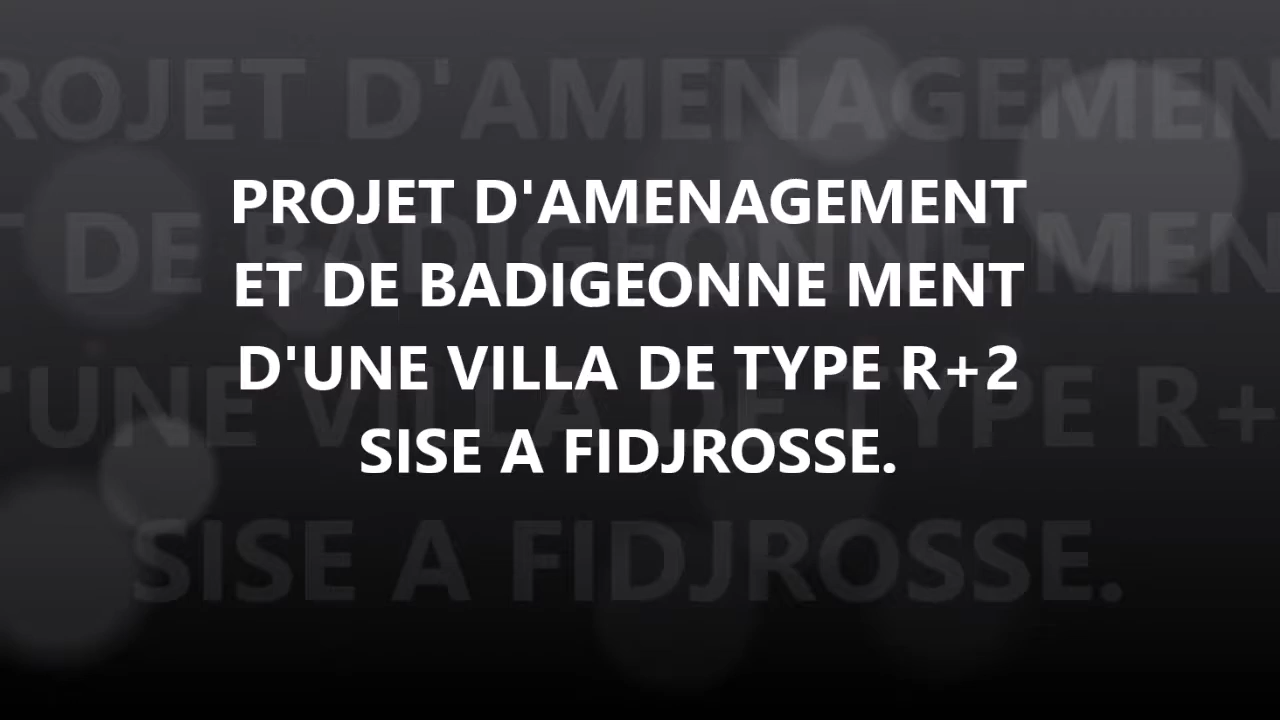 PROJET D'AMENAGEMENT
ET DE BADIGEONNE MENT
D'UNE VILLA DE TYPE R+2
SISE A FIDJROSSE.